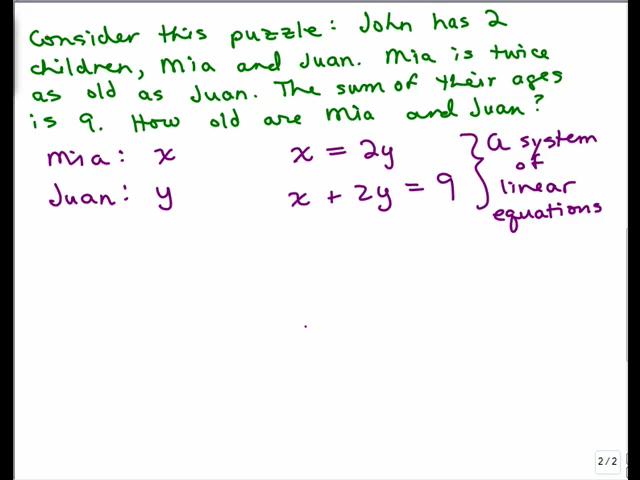 Consider this puzzle: John has 2
children, Mia and Juan. Mia is twice
as old as Juan. The sum of their ages
is 9. How old are Mia and Juan?
Mia: x x = 2y } a system
of
Juan: y x + 2y = 9 linear
equations
2/2